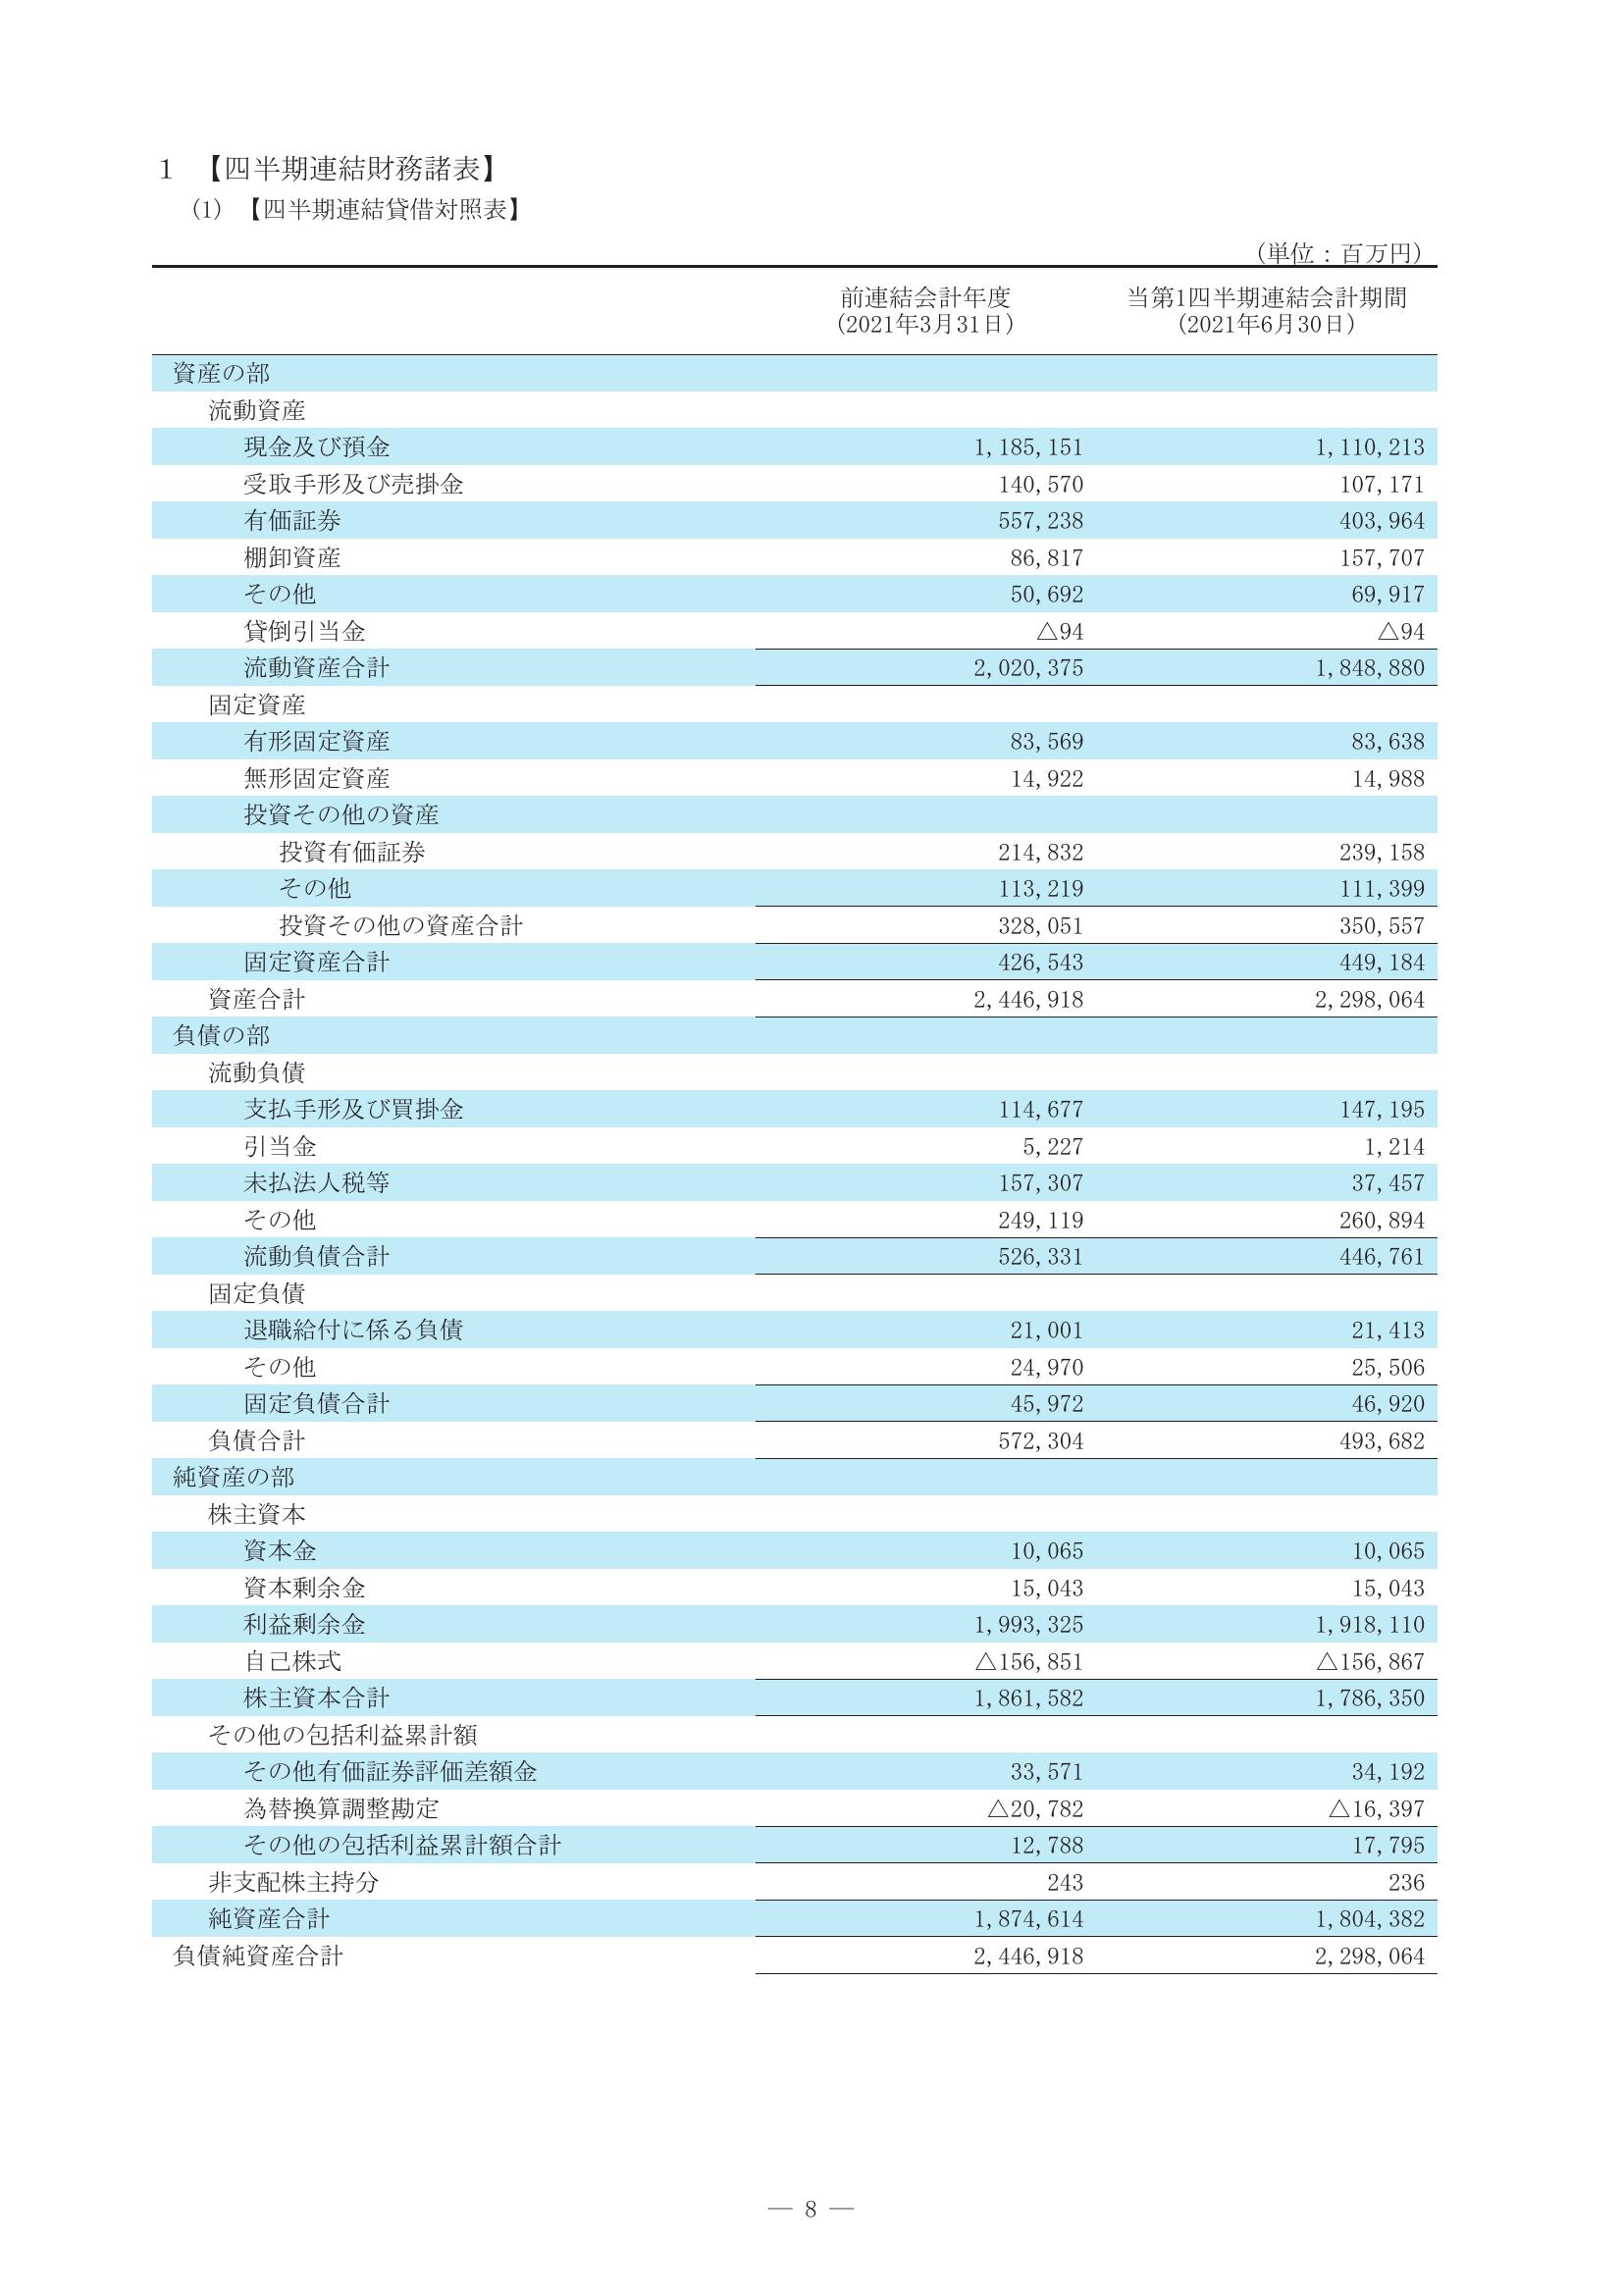 1 【四半期連結財務諸表】
(1) 【四半期連結貸借対照表】
(単位：百万円)
前連結会計年度 当第1四半期連結会計期間
(2021年3月31日) (2021年6月30日)
資産の部
流動資産
現金及び預金 1,185,151 1,110,213
受取手形及び売掛金 140,570 107,171
有価証券 557,238 403,964
棚卸資産 86,817 157,707
その他 50,692 69,917
貸倒引当金 △94 △94
流動資産合計 2,020,375 1,848,880
固定資産
有形固定資産 83,569 83,638
無形固定資産 14,922 14,988
投資その他の資産
投資有価証券 214,832 239,158
その他 113,219 111,399
投資その他の資産合計 328,051 350,557
固定資産合計 426,543 449,184
資産合計 2,446,918 2,298,064
負債の部
流動負債
支払手形及び買掛金 114,677 147,195
引当金 5,227 1,214
未払法人税等 157,307 37,457
その他 249,119 260,894
流動負債合計 526,331 446,761
固定負債
退職給付に係る負債 21,001 21,413
その他 24,970 25,506
固定負債合計 45,972 46,920
負債合計 572,304 493,682
純資産の部
株主資本
資本金 10,065 10,065
資本剰余金 15,043 15,043
利益剰余金 1,993,325 1,918,110
自己株式 △156,851 △156,867
株主資本合計 1,861,582 1,786,350
その他の包括利益累計額
その他有価証券評価差額金 33,571 34,192
為替換算調整勘定 △20,782 △16,397
その他の包括利益累計額合計 12,788 17,795
非支配株主持分 243 236
純資産合計 1,874,614 1,804,382
負債純資産合計 2,446,918 2,298,064
― 8 ―